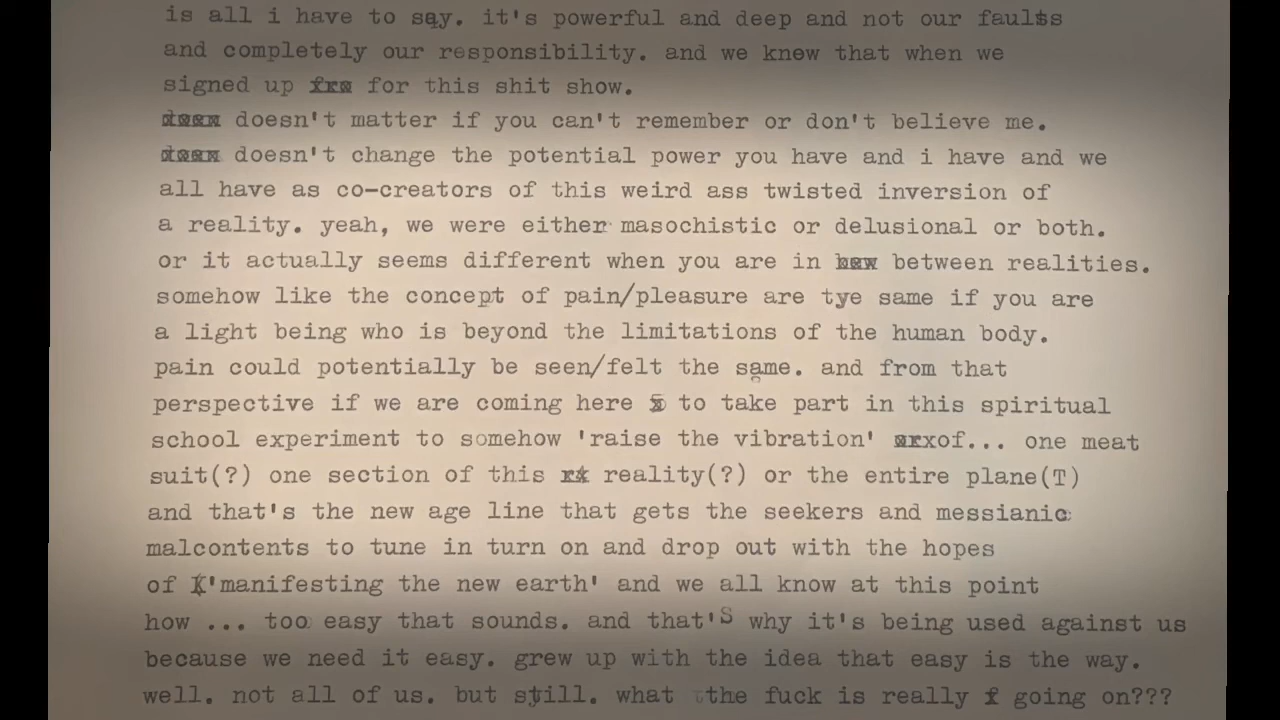 is all i have to say. it's powerful and deep and not our faults
and completely our responsibility. and we knew that when we
signed up for this shit show.
doesn't matter if you can't remember or don't believe me.
doesn't change the potential power you have and i have and we
all have as co-creators of this weird ass twisted inversion of
a reality. yeah, we were either masochistic or delusional or both.
or it actually seems different when you are in between realities.
somehow like the concept of pain/pleasure are tye same if you are
a light being who is beyond the limitations of the human body.
pain could potentially be seen/felt the same. and from that
perspective if we are coming here to take part in this spiritual
school experiment to somehow 'raise the vibration' of... one meat
suit(?) one section of this reality(?) or the entire plane(T)
and that's the new age line that gets the seekers and messianic
malcontents to tune in turn on and drop out with the hopes
of 'manifesting the new earth' and we all know at this point
how ... too easy that sounds. and that'S why it's being used against us
because we need it easy. grew up with the idea that easy is the way.
well. not all of us. but still. what the fuck is really going on???